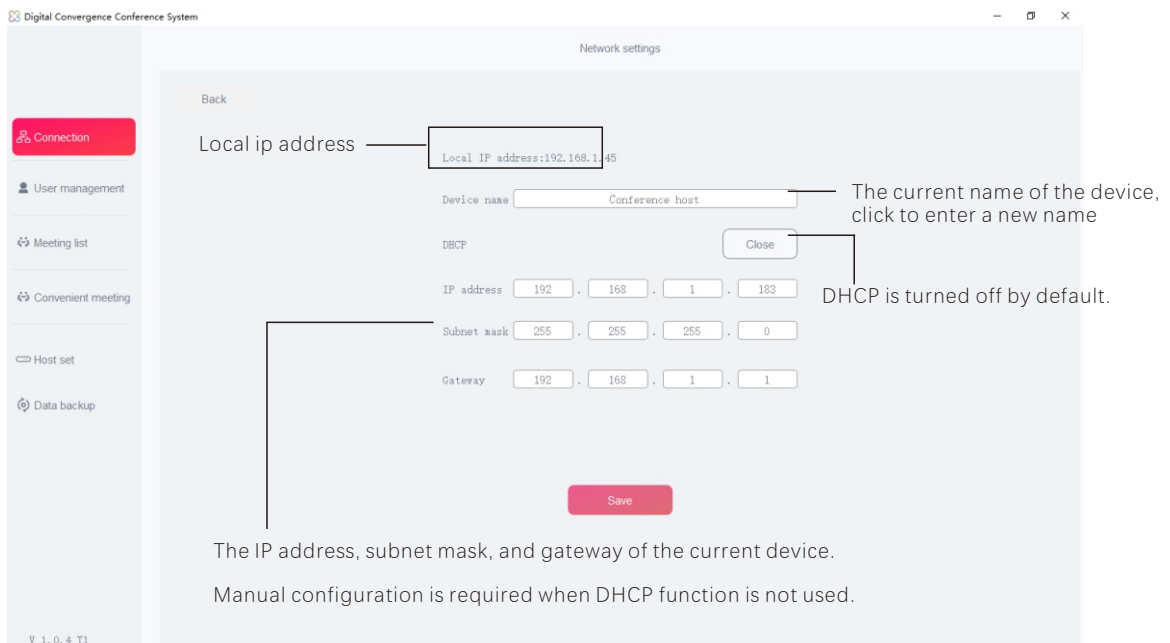 Digital Convergence Conference System
Network settings
Back
Connection
User management
Meeting list
Convenient meeting
Host set
Data backup
V 1.0.4 T1
Local ip address
Local IP address:192.168.1.45
Device name Conference host
The current name of the device,
click to enter a new name
DHCP Close
DHCP is turned off by default.
IP address 192 . 168 . 1 . 183
Subnet mask 255 . 255 . 255 . 0
Gateway 192 . 168 . 1 . 1
Save
The IP address, subnet mask, and gateway of the current device.
Manual configuration is required when DHCP function is not used.